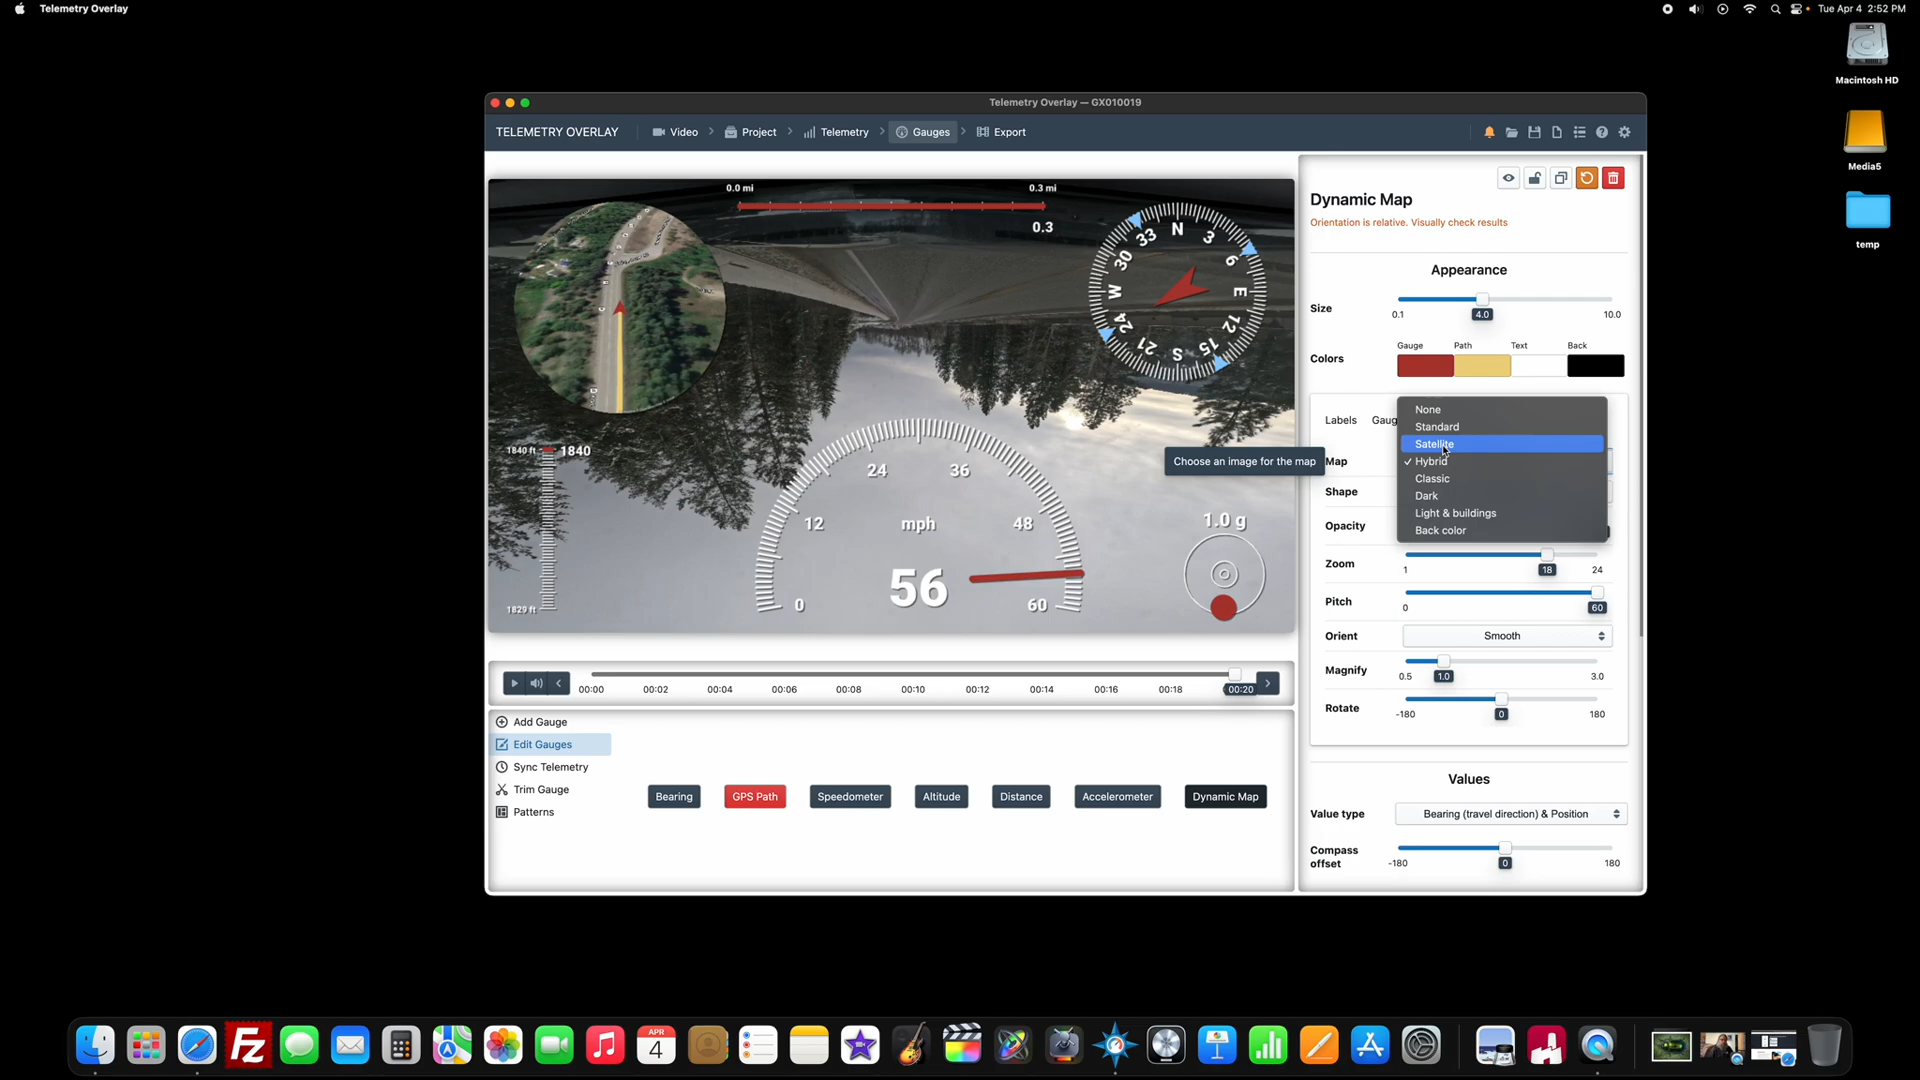 Telemetry Overlay
Tue Apr 4 2:52 PM
Macintosh HD
Media5
temp
Telemetry Overlay — GX010019
TELEMETRY OVERLAY
Video
Project
Telemetry
Gauges
Export
0.0 mi
0.3 mi
0.3
N
3
6
E
12
15
S
21
24
W
30
33
1840 ft
1840
1829 ft
0
12
24
36
48
60
mph
56
1.0 g
Dynamic Map
Orientation is relative. Visually check results
Appearance
Size
0.1
4.0
10.0
Gauge Path Text Back
Colors
Labels Gaug
Choose an image for the map
Map
None
Standard
Satellite
Hybrid
Classic
Dark
Light & buildings
Back color
Shape
Opacity
Zoom
1 18 24
Pitch
0 60
Orient Smooth
Magnify
0.5 1.0 3.0
Rotate
-180 0 180
Values
Value type Bearing (travel direction) & Position
Compass
offset
-180 0 180
00:00 00:02 00:04 00:06 00:08 00:10 00:12 00:14 00:16 00:18 00:20
Add Gauge
Edit Gauges
Sync Telemetry
Trim Gauge
Patterns
Bearing GPS Path Speedometer Altitude Distance Accelerometer Dynamic Map
Fz
APR
4